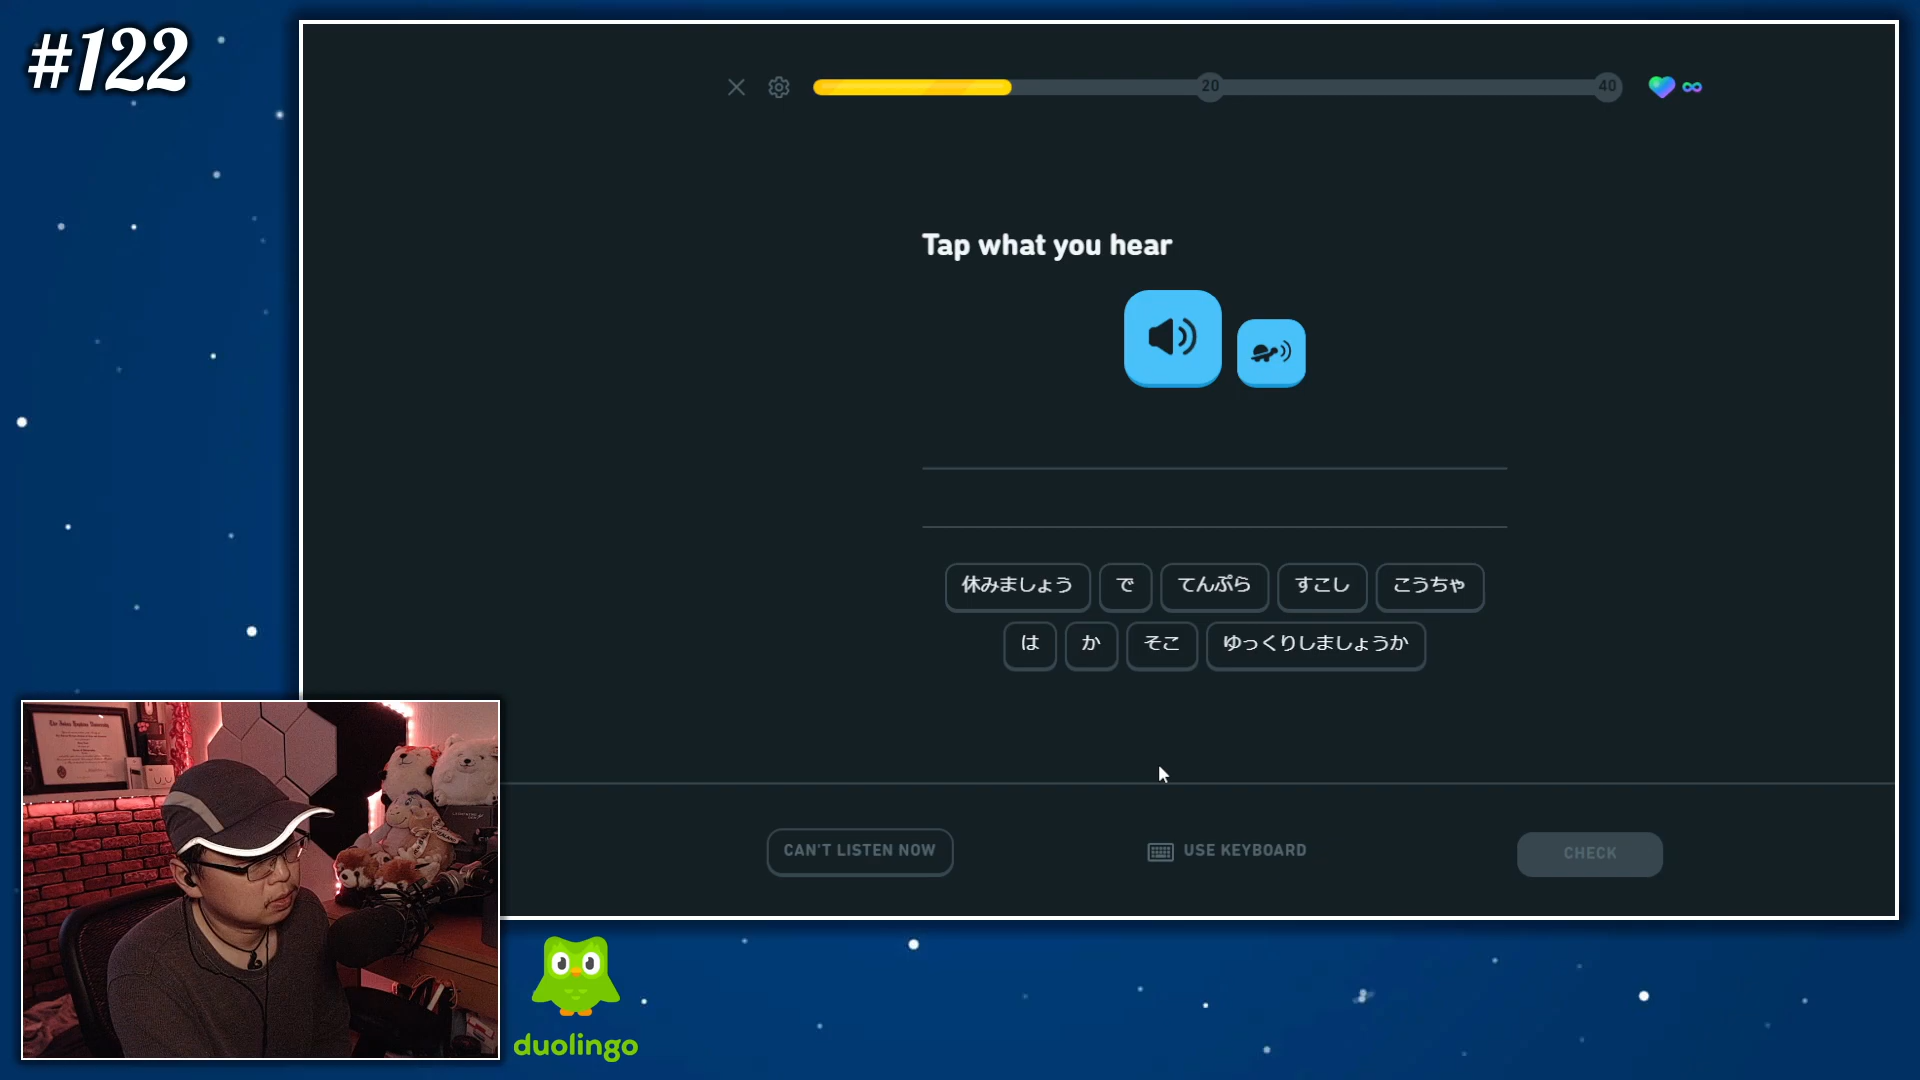 #122
20
40
Tap what you hear
休みましょう で てんぷら すこし こうちゃ
は か そこ ゆっくりしましょうか
CAN'T LISTEN NOW
USE KEYBOARD
CHECK
duolingo